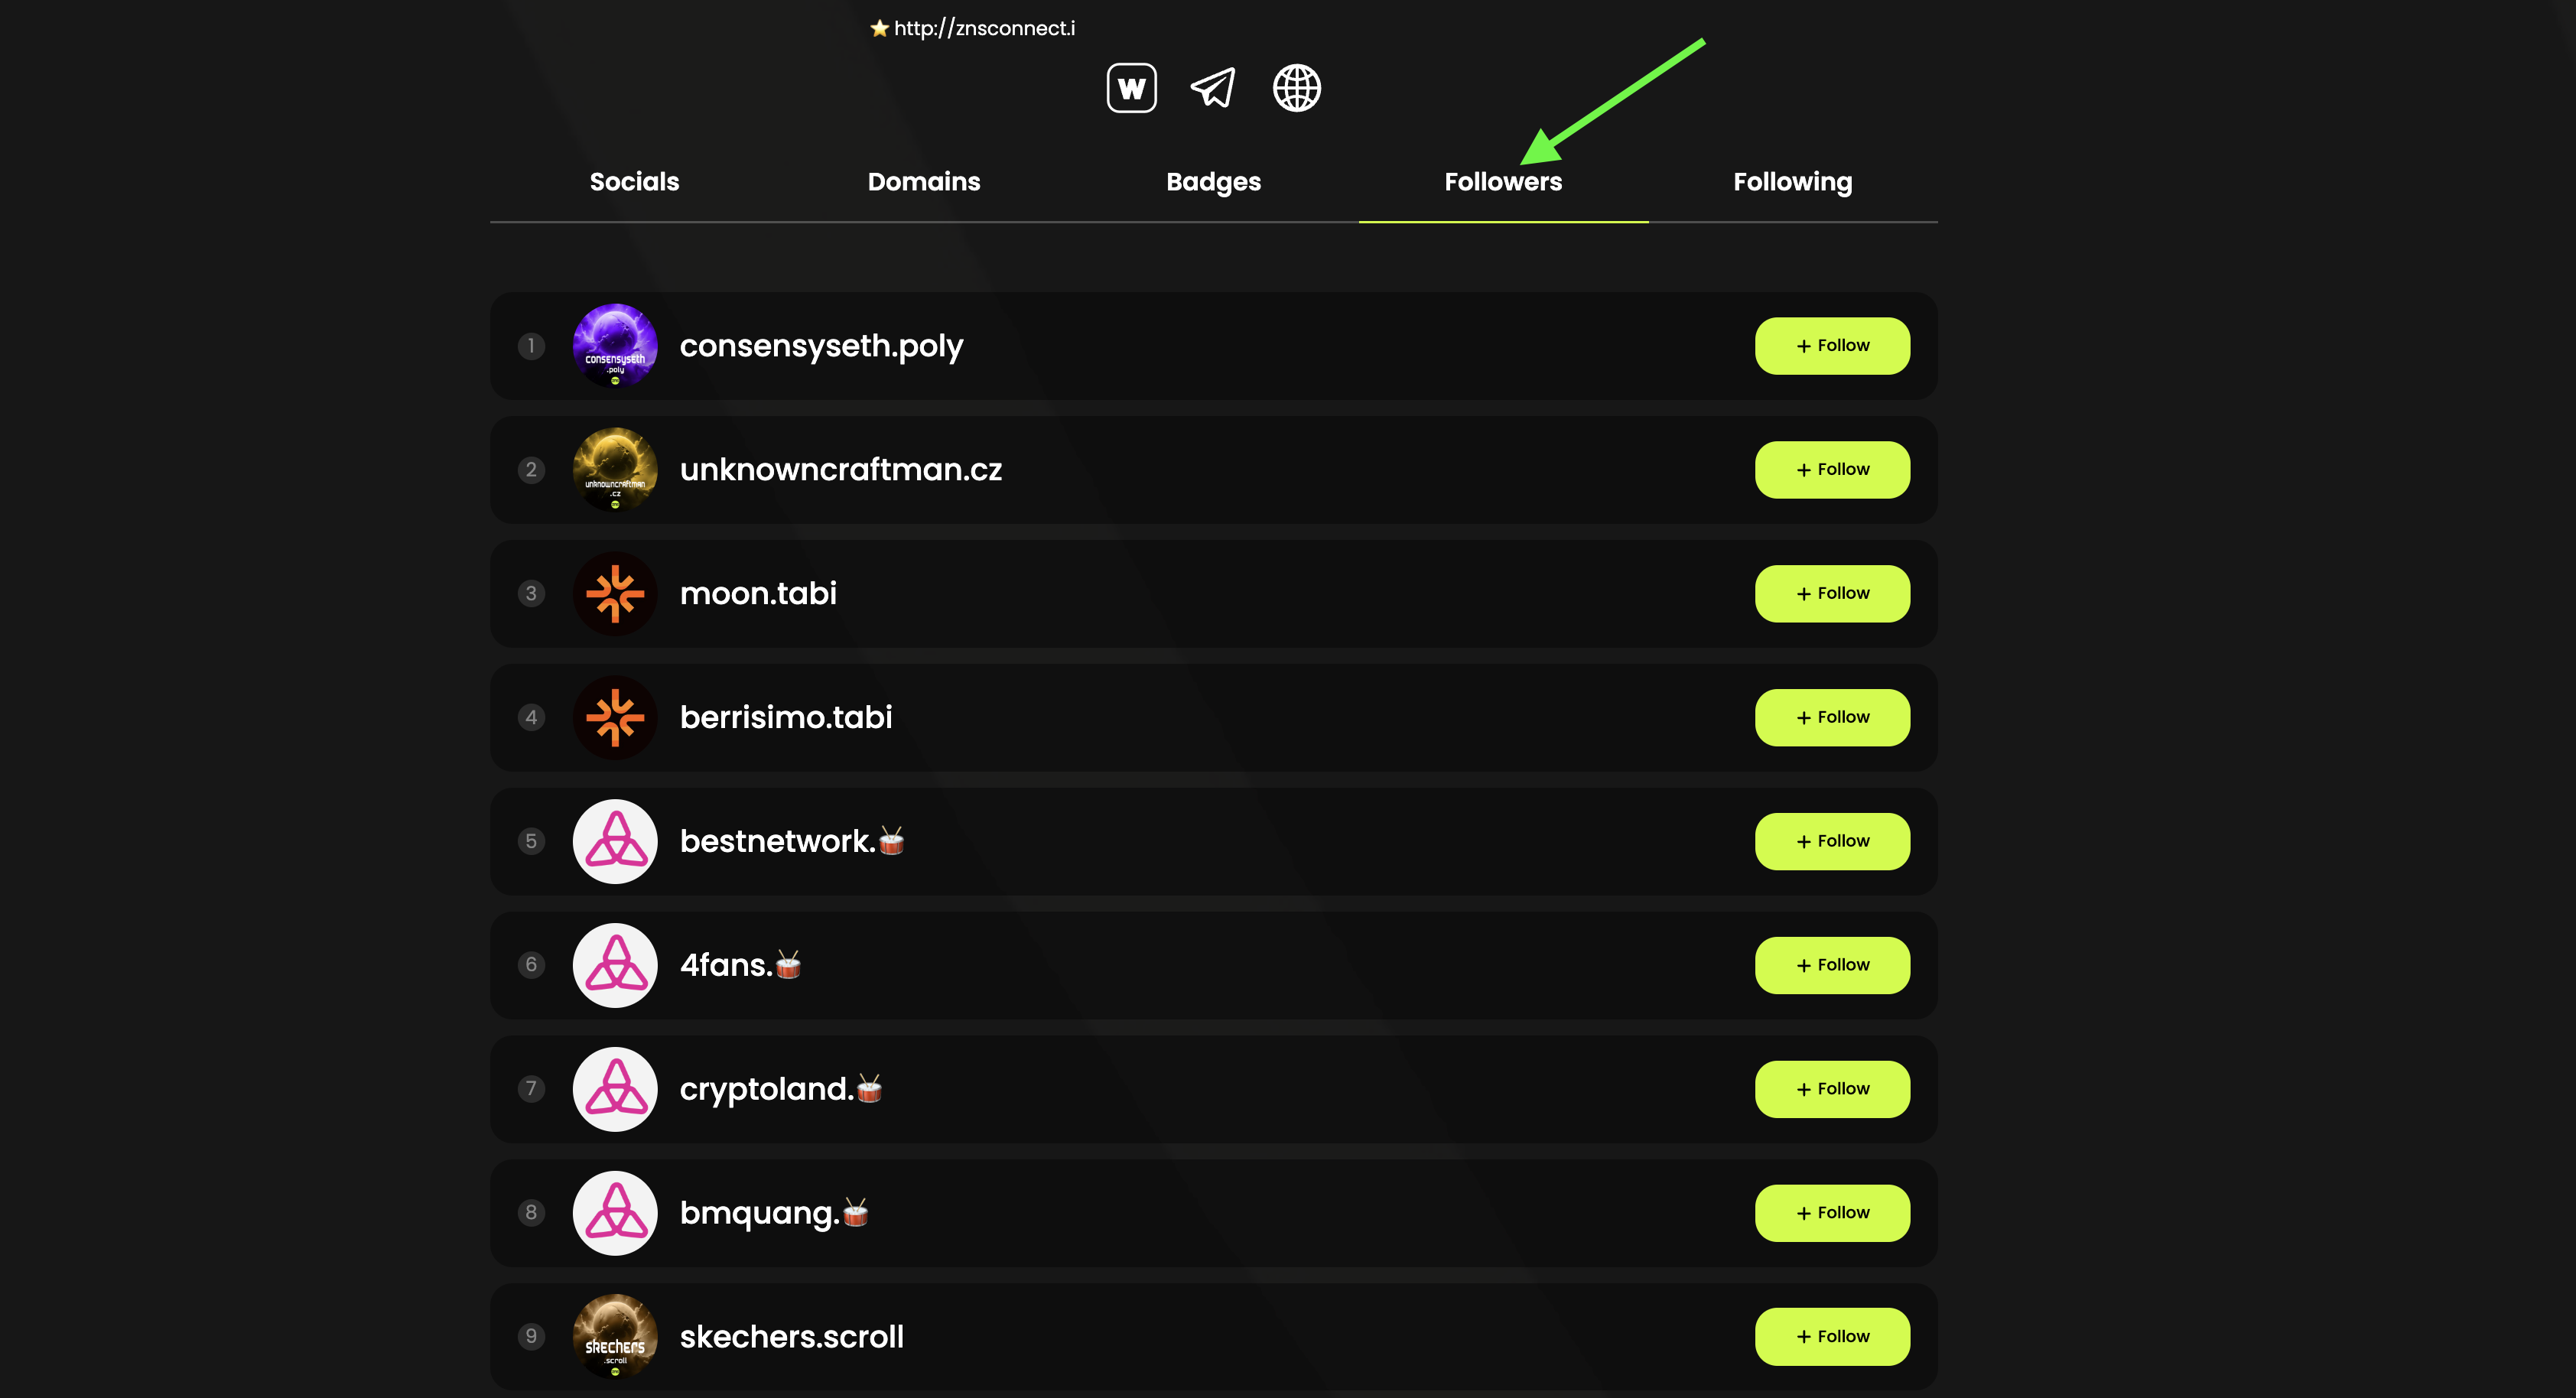 ⭐ http://znsconnect.i
W
Socials Domains Badges Followers Following
1 consensyseth .poly consensyseth.poly + Follow
2 unknowncraftman .cz unknowncraftman.cz + Follow
3 moon.tabi + Follow
4 berrisimo.tabi + Follow
5 bestnetwork.🥁 + Follow
6 4fans.🥁 + Follow
7 cryptoland.🥁 + Follow
8 bmquang.🥁 + Follow
9 skechers .scroll skechers.scroll + Follow